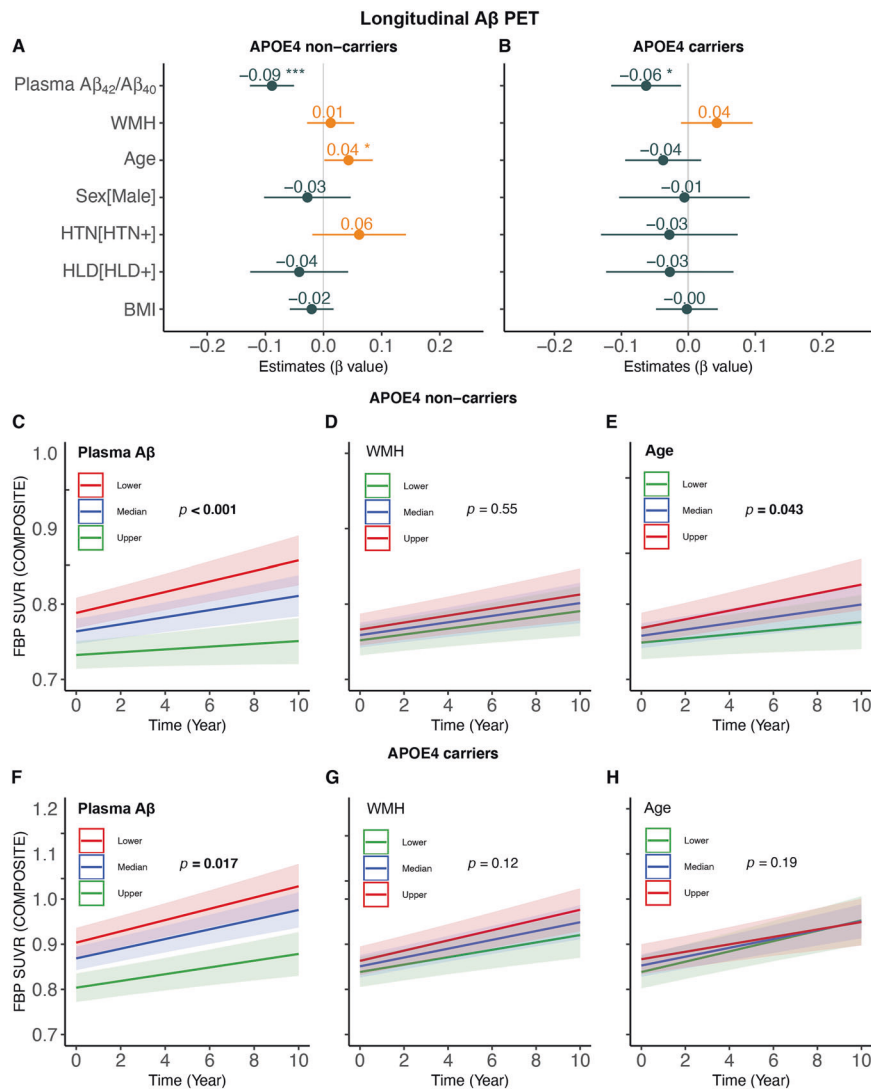 Longitudinal Aβ PET
A APOE4 non−carriers
B APOE4 carriers
Plasma Aβ42/Aβ40
WMH
Age
Sex[Male]
HTN[HTN+]
HLD[HLD+]
BMI
−0.09 ***
0.01
0.04 *
−0.03
0.06
−0.04
−0.02
−0.2 −0.1 0.0 0.1 0.2
Estimates (β value)
−0.06 *
0.04
−0.04
−0.01
−0.03
−0.03
−0.00
−0.2 −0.1 0.0 0.1 0.2
Estimates (β value)
APOE4 non−carriers
C
Plasma Aβ
Lower
Median
Upper
p < 0.001
FBP SUVR (COMPOSITE)
1.0
0.9
0.8
0.7
0 2 4 6 8 10
Time (Year)
D
WMH
Lower
Median
Upper
p = 0.55
0 2 4 6 8 10
Time (Year)
E
Age
Lower
Median
Upper
p = 0.043
0 2 4 6 8 10
Time (Year)
APOE4 carriers
F
Plasma Aβ
Lower
Median
Upper
p = 0.017
FBP SUVR (COMPOSITE)
1.2
1.1
1.0
0.9
0.8
0.7
0 2 4 6 8 10
Time (Year)
G
WMH
Lower
Median
Upper
p = 0.12
0 2 4 6 8 10
Time (Year)
H
Age
Lower
Median
Upper
p = 0.19
0 2 4 6 8 10
Time (Year)